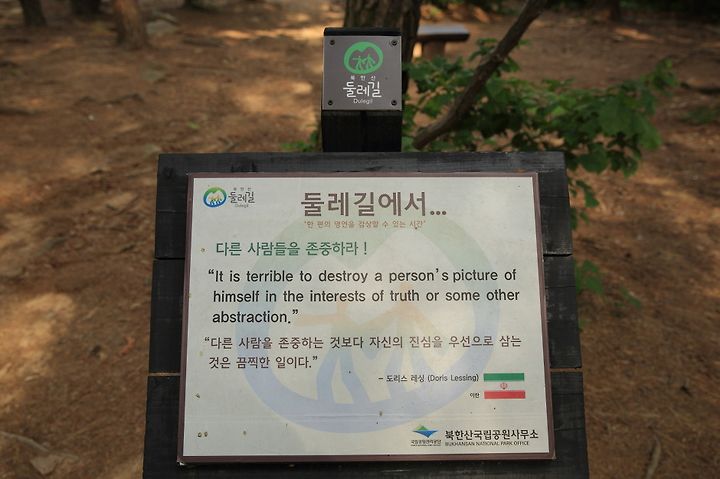 북한산
둘레길
Dulegil
북한산
둘레길
Dulegil
둘레길에서...
'한 편의 명언을 감상할 수 있는 시간'
다른 사람들을 존중하라 !
“It is terrible to destroy a person's picture of
himself in the interests of truth or some other
abstraction.”
“다른 사람을 존중하는 것보다 자신의 진심을 우선으로 삼는
것은 끔찍한 일이다.”
- 도리스 레싱 (Doris Lessing)
이란
국립공원관리공단
북한산국립공원사무소
BUKHANSAN NATIONAL PARK OFFICE